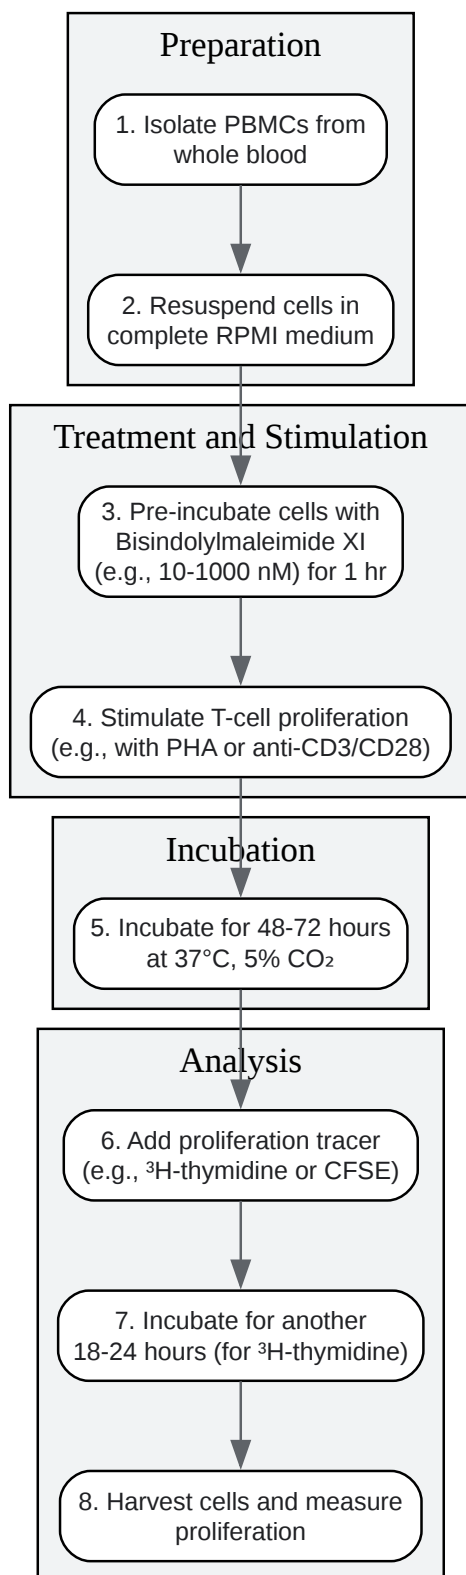 Preparation
1. Isolate PBMCs from
whole blood
2. Resuspend cells in
complete RPMI medium
Treatment and Stimulation
3. Pre-incubate cells with
Bisindolylmaleimide XI
(e.g., 10-1000 nM) for 1 hr
4. Stimulate T-cell proliferation
(e.g., with PHA or anti-CD3/CD28)
Incubation
5. Incubate for 48-72 hours
at 37°C, 5% CO₂
Analysis
6. Add proliferation tracer
(e.g., ³H-thymidine or CFSE)
7. Incubate for another
18-24 hours (for ³H-thymidine)
8. Harvest cells and measure
proliferation